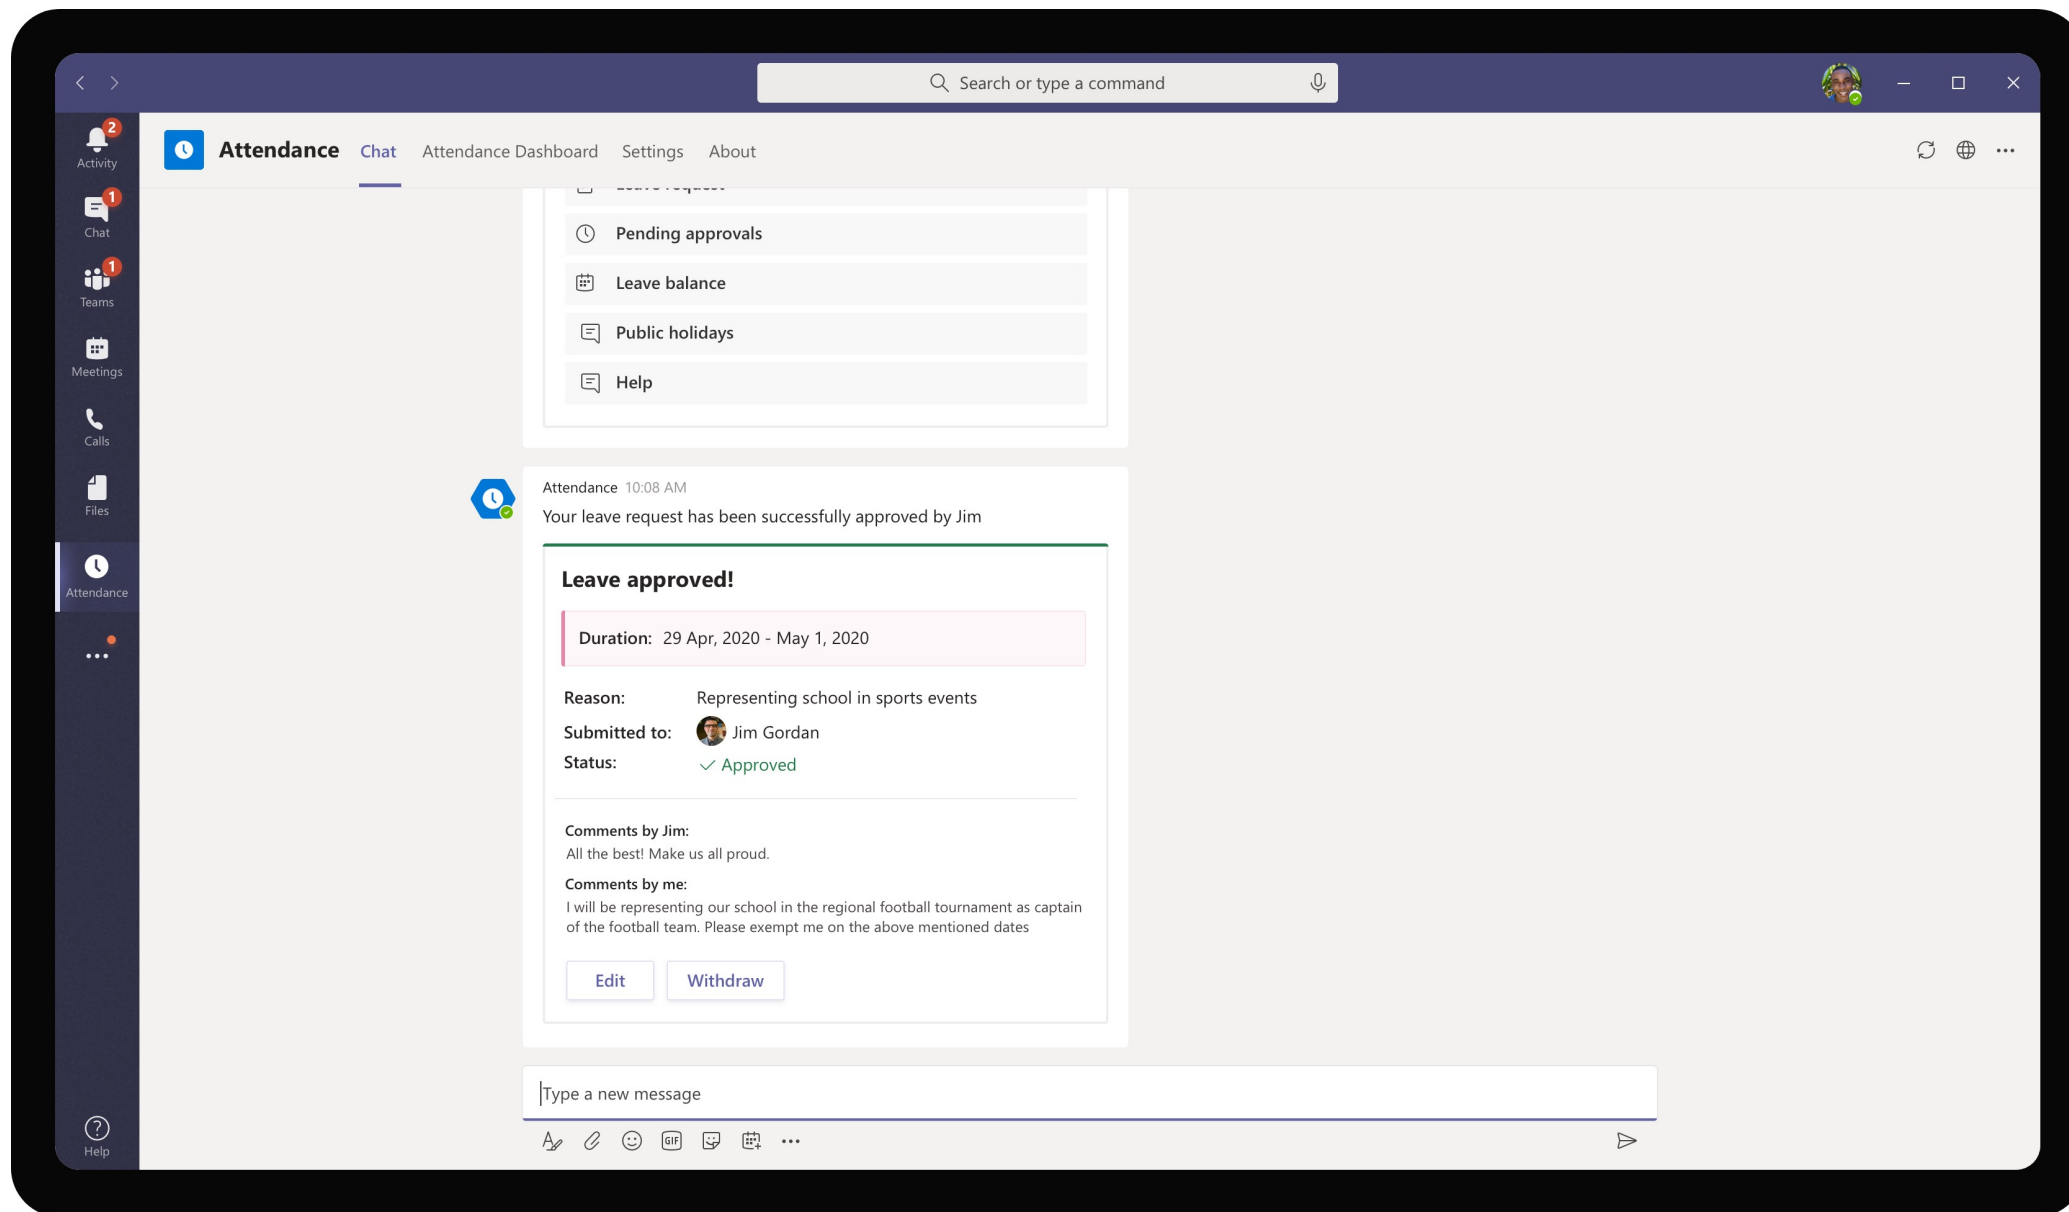 Search or type a command
2
Activity
1
Chat
1
Teams
Meetings
Calls
Files
Attendance
Help
Attendance Chat Attendance Dashboard Settings About
Leave request
Pending approvals
Leave balance
Public holidays
Help
Attendance 10:08 AM
Your leave request has been successfully approved by Jim
Leave approved!
Duration: 29 Apr, 2020 - May 1, 2020
Reason: Representing school in sports events
Submitted to: Jim Gordan
Status: Approved
Comments by Jim:
All the best! Make us all proud.
Comments by me:
I will be representing our school in the regional football tournament as captain
of the football team. Please exempt me on the above mentioned dates
Edit Withdraw
Type a new message
GIF